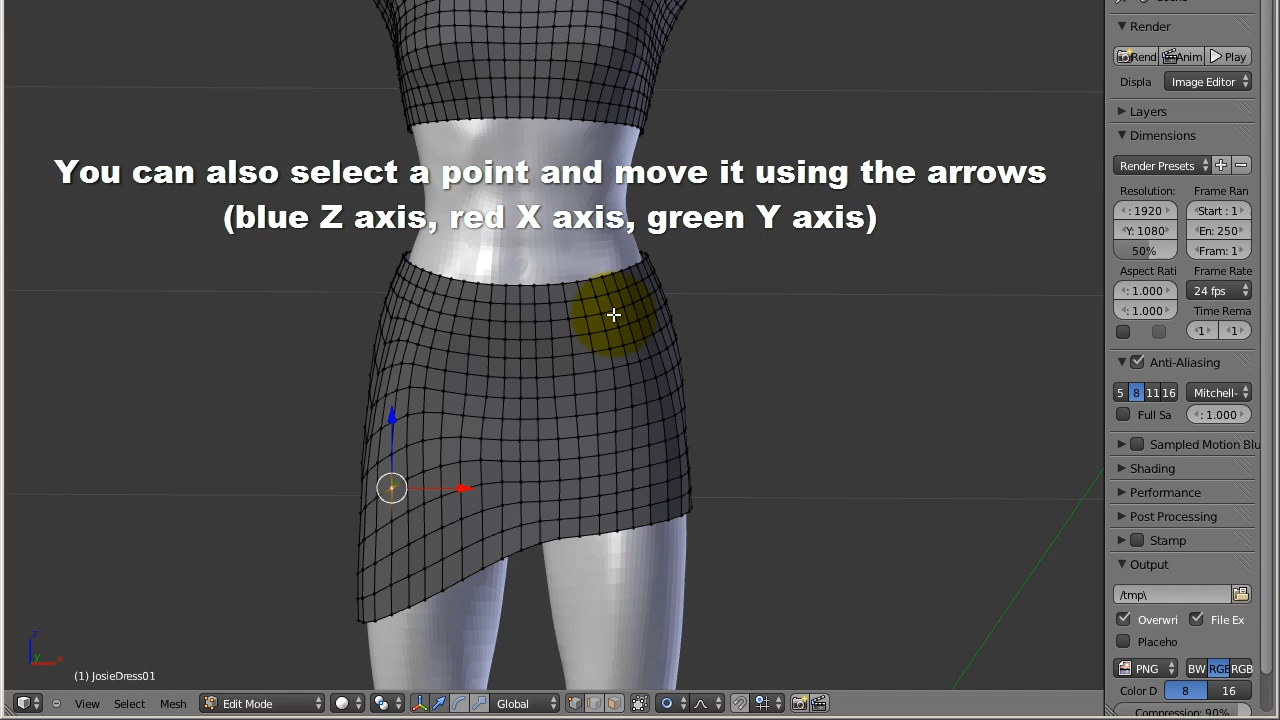 Render
You can also select a point and move it using the arrows
(blue Z axis, red X axis, green Y axis)
Rend
Anim
Play
Displa
Image Editor
Layers
Dimensions
Render Presets
Resolution:
Frame Ran
: 1920
Start : 1
Y: 1080
En: 250
50%
Fram: 1
Aspect Rati
Frame Rate
: 1.000
24 fps
: 1.000
Time Rema
1
1
Anti-Aliasing
5
8
11
16
Mitchell-
Full Sa
: 1.000
Sampled Motion Blu
Shading
Performance
Post Processing
Stamp
Output
/tmp\
Overwri
File Ex
Placeho
PNG
BW
RGB
RGB
Color D
8
16
Compression: 90%
z
y
x
(1) JosieDress01
View
Select
Mesh
Edit Mode
Global